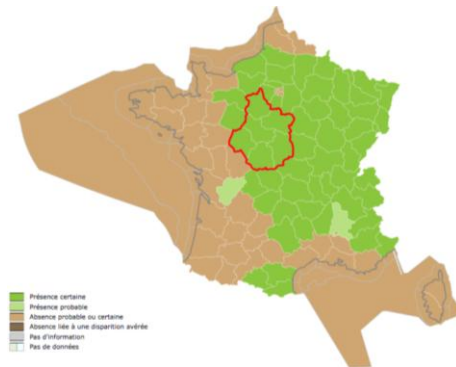 Présence certaine
Présence probable
Absence probable ou certaine
Absence liée à une disparition avérée
Pas d'information
Pas de données